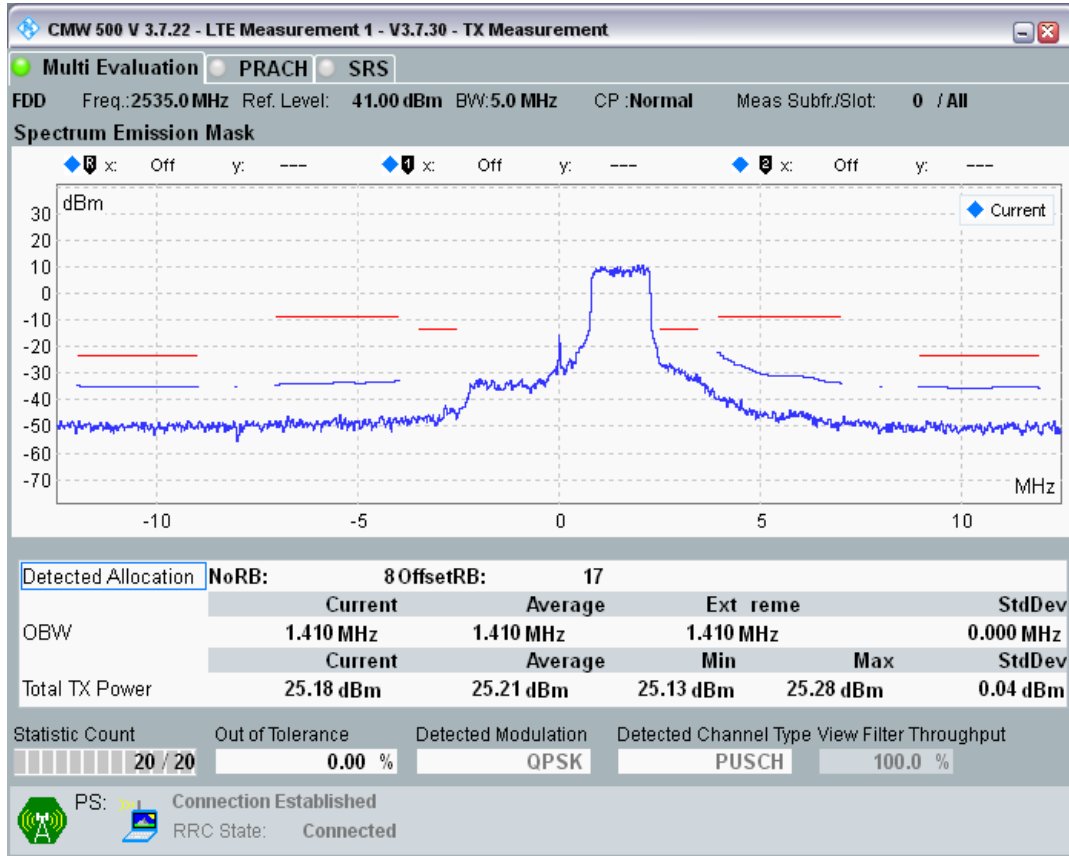 CMW 500 V 3.7.22 - LTE Measurement 1 - V3.7.30 - TX Measurement
Multi Evaluation PRACH SRS
FDD Freq.:2535.0 MHz Ref. Level: 41.00 dBm BW:5.0 MHz CP :Normal Meas Subfr./Slot: 0 / All
Spectrum Emission Mask
R x: Off y: --- 1 x: Off y: --- 2 x: Off y: ---
dBm
Current
30
20
10
0
-10
-20
-30
-40
-50
-60
-70
MHz
-10 -5 0 5 10
Detected Allocation NoRB: 8 OffsetRB: 17
Current Average Ext reme StdDev
OBW 1.410 MHz 1.410 MHz 1.410 MHz 0.000 MHz
Current Average Min Max StdDev
Total TX Power 25.18 dBm 25.21 dBm 25.13 dBm 25.28 dBm 0.04 dBm
Statistic Count Out of Tolerance Detected Modulation Detected Channel Type View Filter Throughput
20 / 20 0.00 % QPSK PUSCH 100.0 %
PS: Connection Established
RRC State: Connected